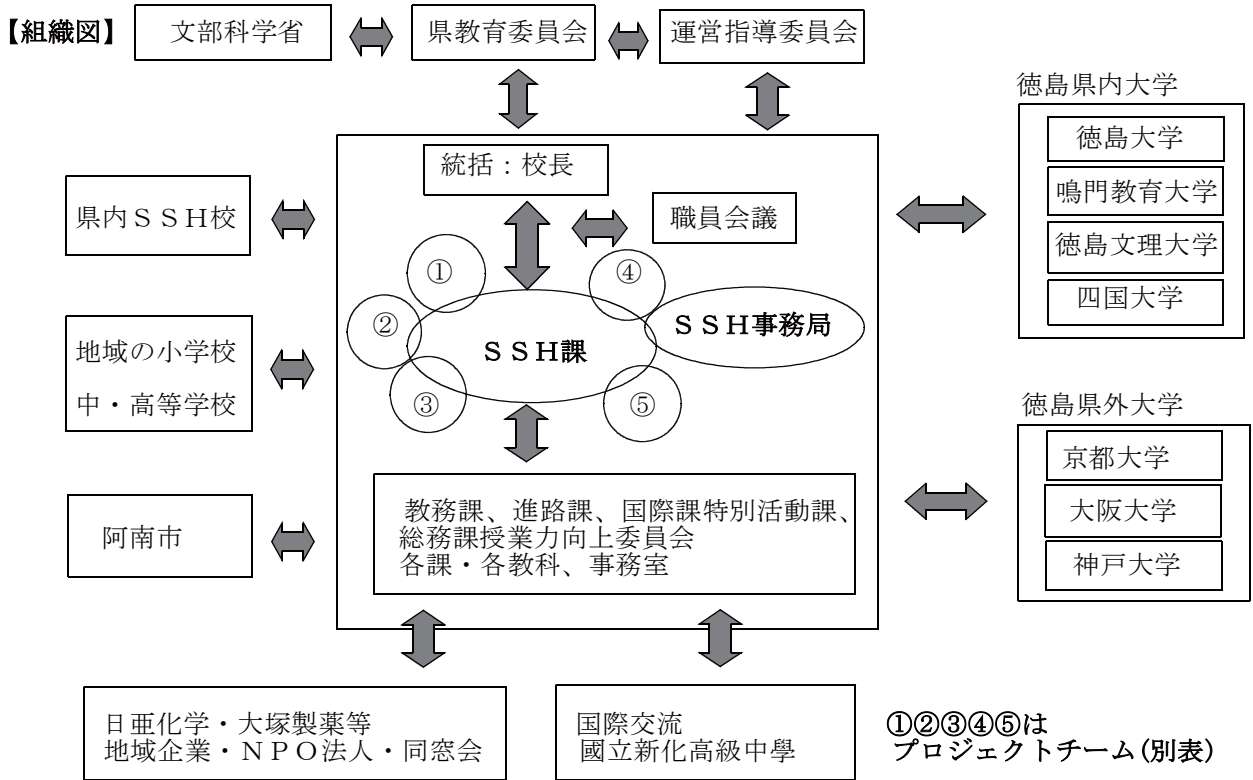 【組織図】
文部科学省
県教育委員会
運営指導委員会
徳島県内大学
徳島大学
鳴門教育大学
徳島文理大学
四国大学
統括：校長
職員会議
県内ＳＳＨ校
①
②
③
④
⑤
ＳＳＨ課
ＳＳＨ事務局
地域の小学校
中・高等学校
徳島県外大学
京都大学
大阪大学
神戸大学
阿南市
教務課、進路課、国際課特別活動課、
総務課授業力向上委員会
各課・各教科、事務室
日亜化学・大塚製薬等
地域企業・ＮＰＯ法人・同窓会
国際交流
國立新化高級中學
①②③④⑤は
プロジェクトチーム(別表)